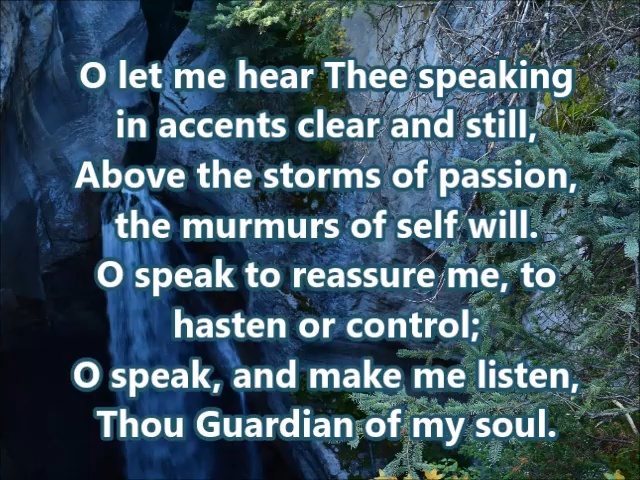 O let me hear Thee speaking
in accents clear and still,
Above the storms of passion,
the murmurs of self will.
O speak to reassure me, to
hasten or control;
O speak, and make me listen,
Thou Guardian of my soul.